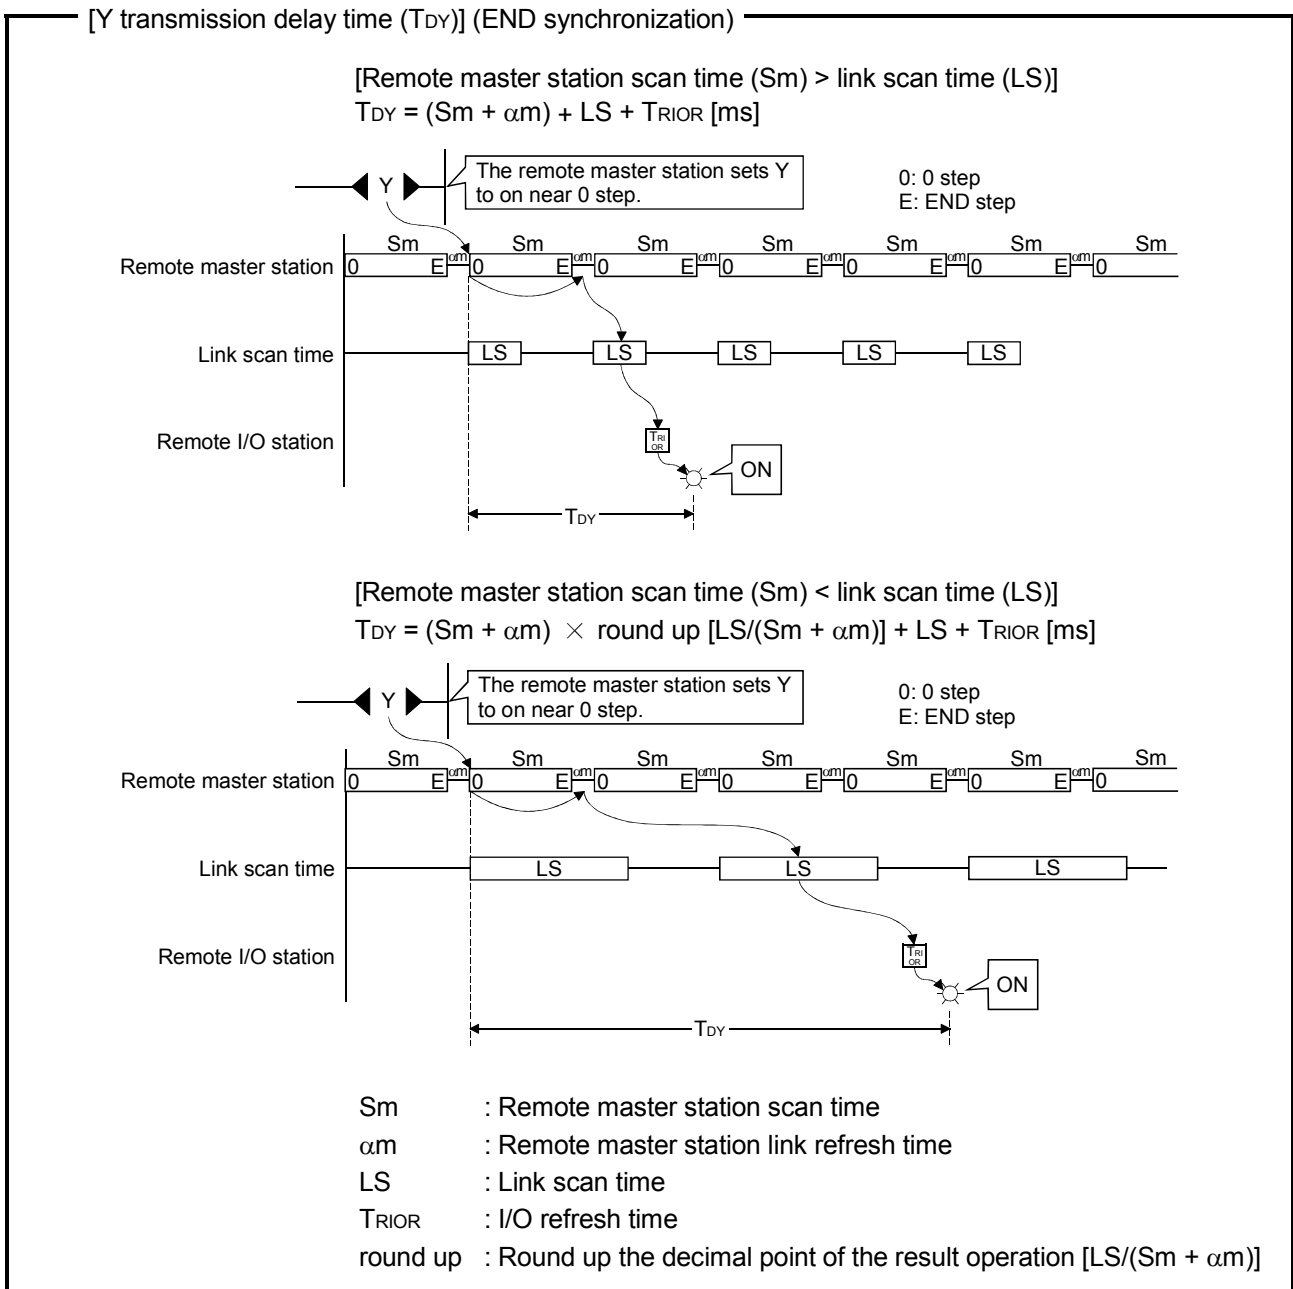 [Y transmission delay time (TDY)] (END synchronization)
[Remote master station scan time (Sm) > link scan time (LS)]
TDY = (Sm + αm) + LS + TRIOR [ms]
Y
The remote master station sets Y
to on near 0 step.
0: 0 step
E: END step
Sm Sm Sm Sm Sm Sm Sm
Remote master station 0 E αm 0 E αm 0 E αm 0 E αm 0 E αm 0 E αm 0
Link scan time LS LS LS LS LS
Remote I/O station
TRI
OR
ON
TDY
[Remote master station scan time (Sm) < link scan time (LS)]
TDY = (Sm + αm) × round up [LS/(Sm + αm)] + LS + TRIOR [ms]
Y
The remote master station sets Y
to on near 0 step.
0: 0 step
E: END step
Sm Sm Sm Sm Sm Sm Sm
Remote master station 0 E αm 0 E αm 0 E αm 0 E αm 0 E αm 0 E αm 0
Link scan time LS LS LS
Remote I/O station
TRI
OR
ON
TDY
Sm : Remote master station scan time
αm : Remote master station link refresh time
LS : Link scan time
TRIOR : I/O refresh time
round up : Round up the decimal point of the result operation [LS/(Sm + αm)]